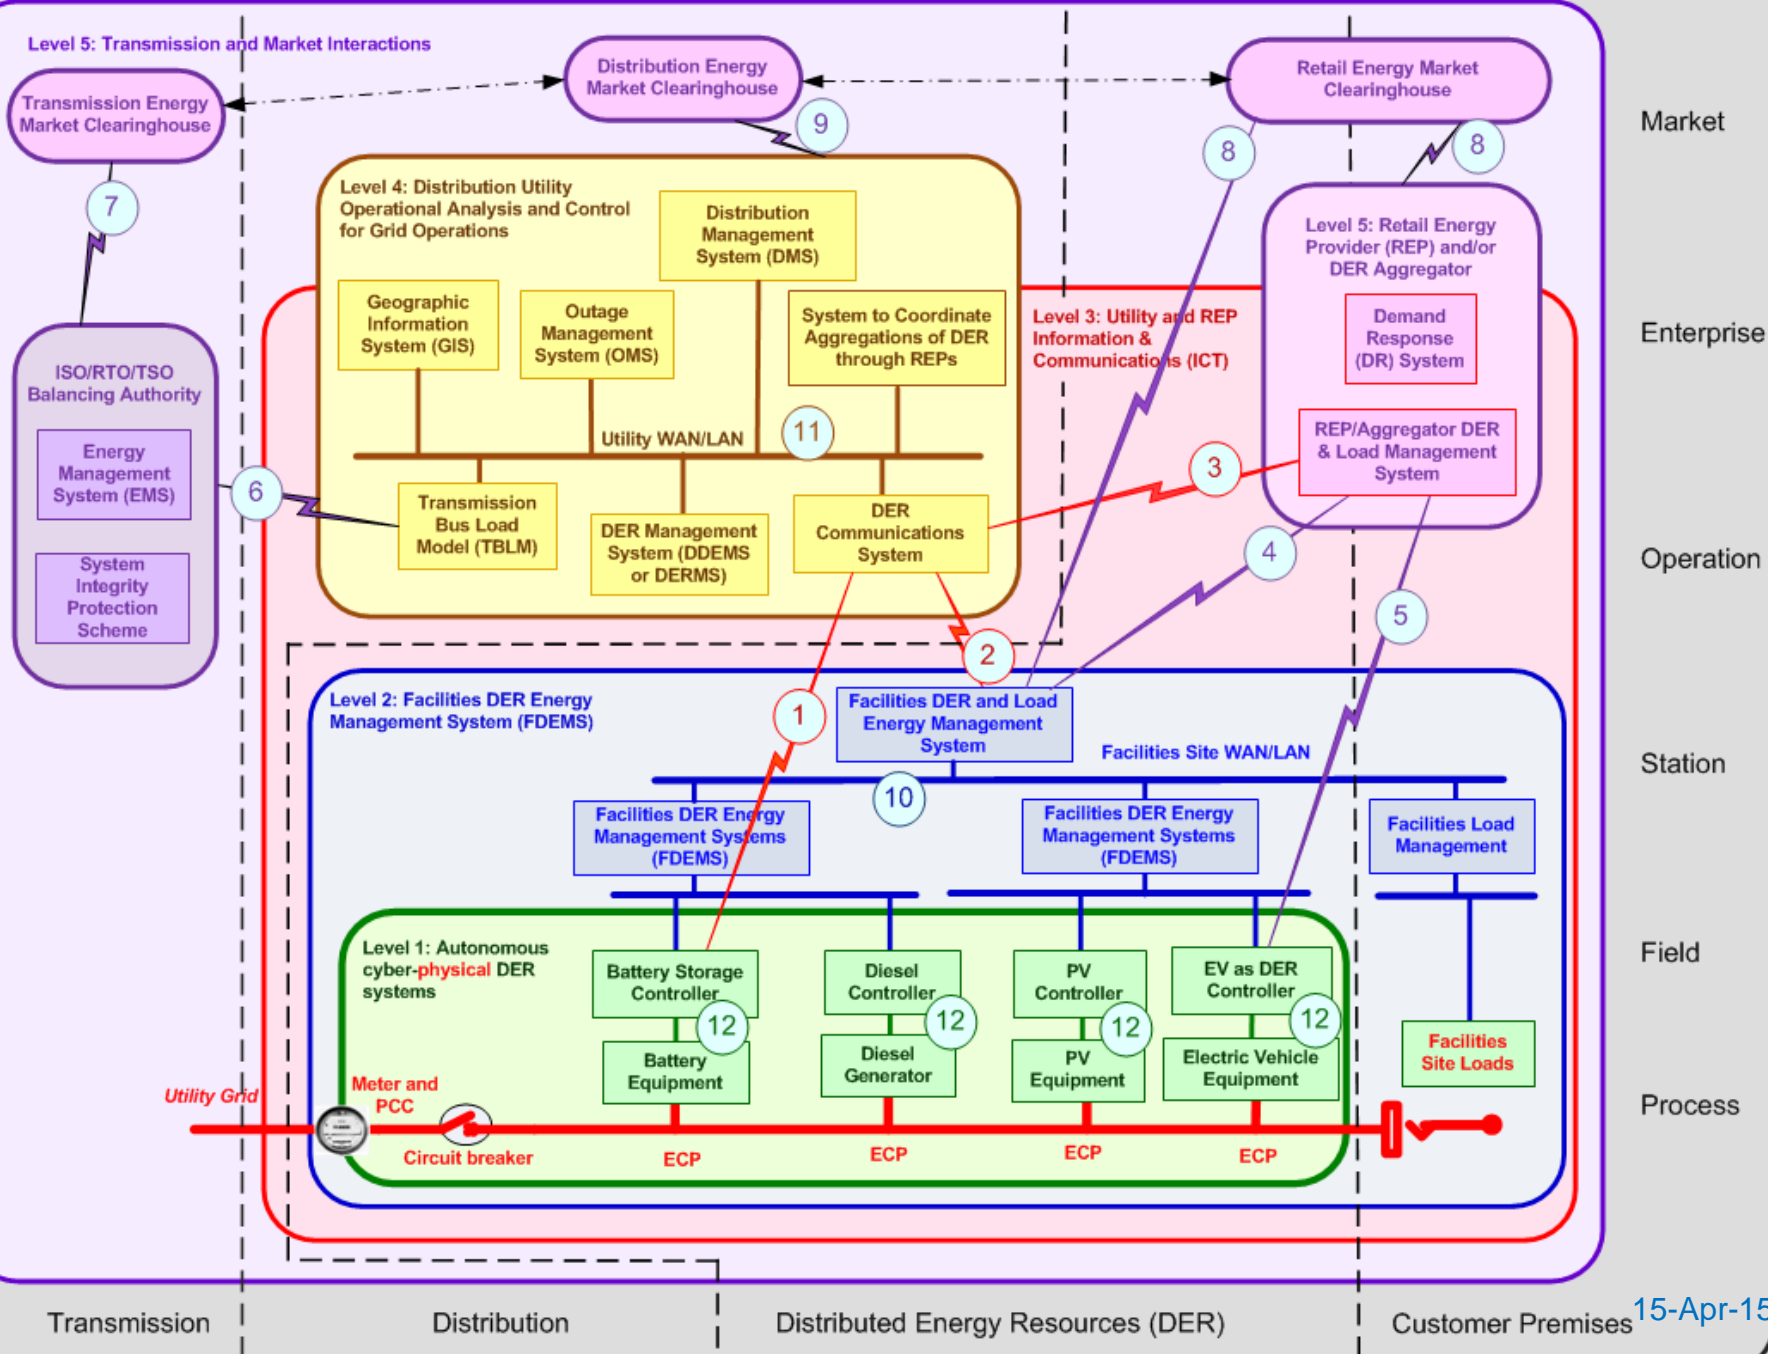 Level 5: Transmission and Market Interactions
Transmission Energy
Market Clearinghouse
Distribution Energy
Market Clearinghouse
Retail Energy Market
Clearinghouse
Market
9
8
8
7
Level 4: Distribution Utility
Operational Analysis and Control
for Grid Operations
Distribution
Management
System (DMS)
Geographic
Information
System (GIS)
Outage
Management
System (OMS)
System to Coordinate
Aggregations of DER
through REPs
Level 3: Utility and REP
Information &
Communications (ICT)
Level 5: Retail Energy
Provider (REP) and/or
DER Aggregator
Demand
Response
(DR) System
REP/Aggregator DER
& Load Management
System
Enterprise
ISO/RTO/TSO
Balancing Authority
Energy
Management
System (EMS)
System
Integrity
Protection
Scheme
6
Utility WAN/LAN
11
Transmission
Bus Load
Model (TBLM)
DER Management
System (DDEMS
or DERMS)
DER
Communications
System
3
4
5
Operation
2
1
Level 2: Facilities DER Energy
Management System (FDEMS)
Facilities DER and Load
Energy Management
System
Facilities Site WAN/LAN
10
Station
Facilities DER Energy
Management Systems
(FDEMS)
Facilities DER Energy
Management Systems
(FDEMS)
Facilities Load
Management
Level 1: Autonomous
cyber-physical DER
systems
Battery Storage
Controller
Diesel
Controller
PV
Controller
EV as DER
Controller
Field
12
12
12
12
Battery
Equipment
Diesel
Generator
PV
Equipment
Electric Vehicle
Equipment
Facilities
Site Loads
Utility Grid
Meter and
PCC
Circuit breaker
ECP
ECP
ECP
ECP
Process
Transmission
Distribution
Distributed Energy Resources (DER)
Customer Premises
15-Apr-15